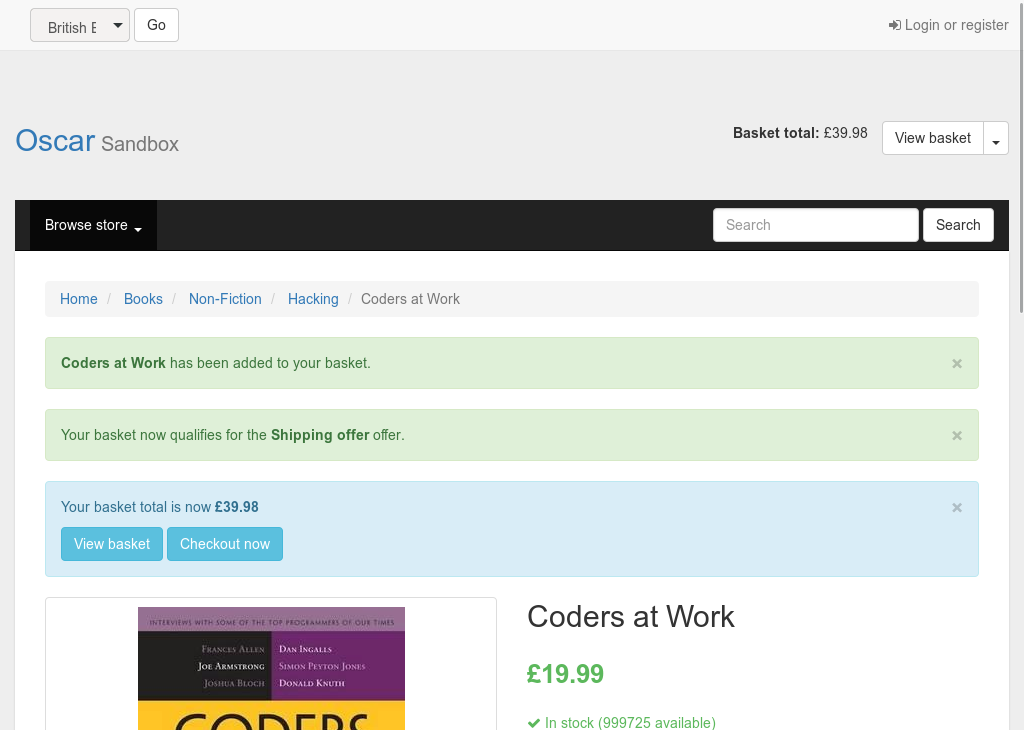 British E
Go
Login or register
Oscar Sandbox
Basket total: £39.98
View basket
Browse store
Search
Search
Home / Books / Non-Fiction / Hacking / Coders at Work
Coders at Work has been added to your basket. ×
Your basket now qualifies for the Shipping offer offer. ×
Your basket total is now £39.98 ×
View basket
Checkout now
INTERVIEWS WITH SOME OF THE TOP PROGRAMMERS OF OUR TIMES
FRANCES ALLEN DAN INGALLS
JOE ARMSTRONG SIMON PEYTON JONES
JOSHUA BLOCH DONALD KNUTH
CODERS
Coders at Work
£19.99
In stock (999725 available)